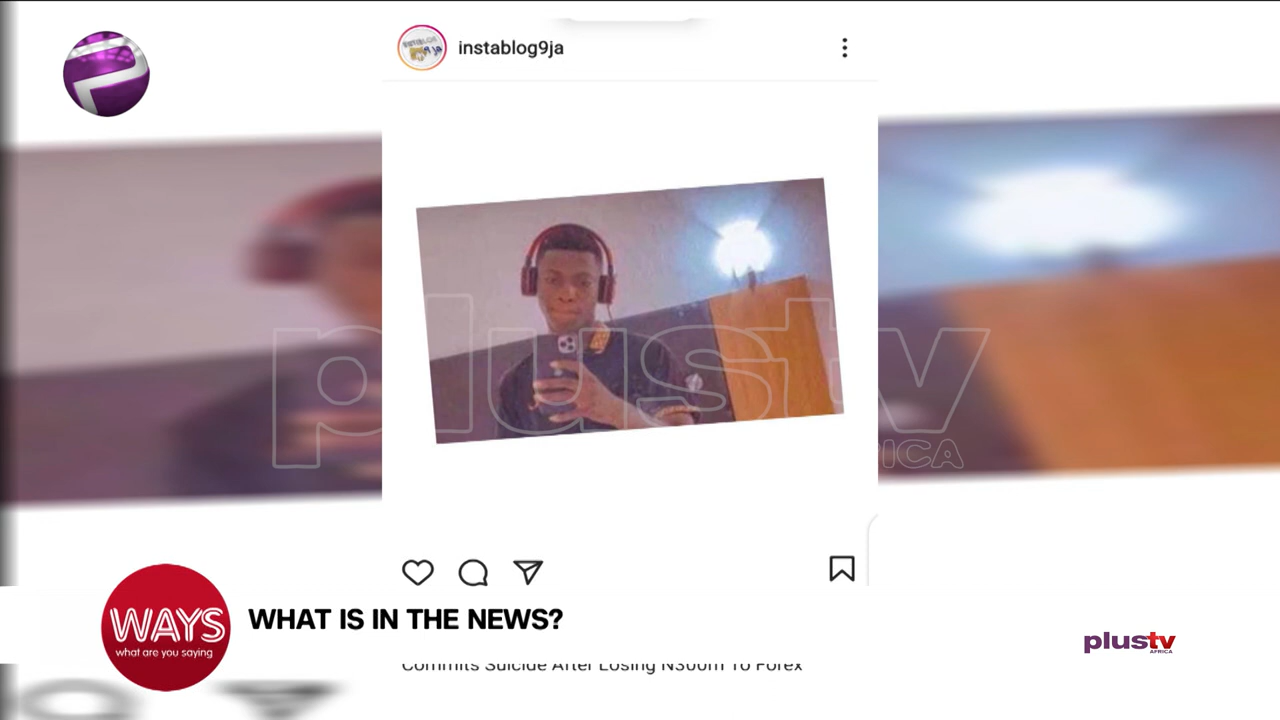 instablog9ja
plustv
WAYS
what are you saying
WHAT IS IN THE NEWS?
plustv
AFRICA
Commits Suicide After Losing N300m To Forex